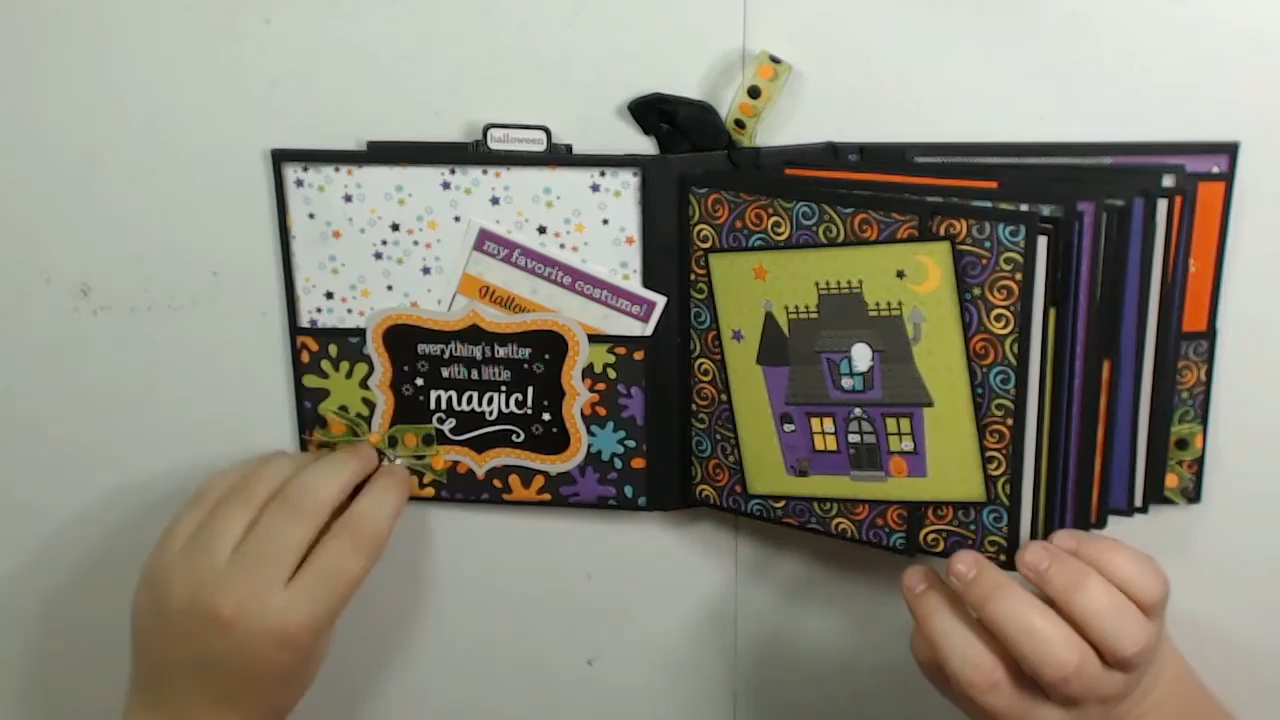 halloween
my favorite costume!
everything's better
with a little
magic!